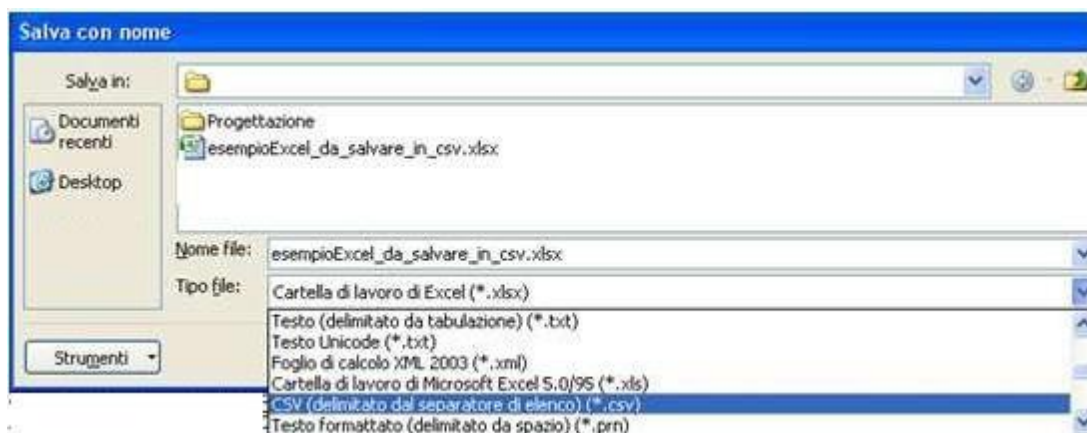 Salva con nome
Salva in:
Documenti
recenti
Desktop
Progettazione
esempioExcel_da_salvare_in_csv.xlsx
Nome file: esempioExcel_da_salvare_in_csv.xlsx
Tipo file: Cartella di lavoro di Excel (*.xlsx)
Testo (delimitato da tabulazione) (*.txt)
Testo Unicode (*.txt)
Foglio di calcolo XML 2003 (*.xml)
Cartella di lavoro di Microsoft Excel 5.0/95 (*.xls)
CSV (delimitato dal separatore di elenco) (*.csv)
Testo formattato (delimitato da spazio) (*.prn)
Strumenti